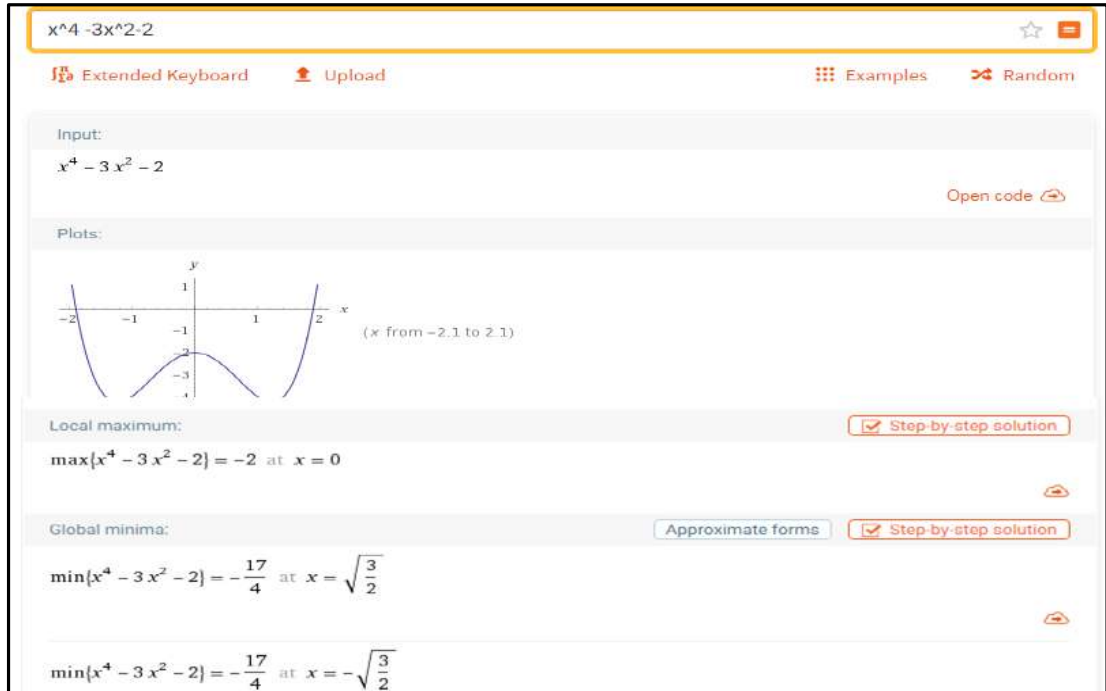 x^4 -3x^2-2
Extended Keyboard Upload Examples Random
Input:
x⁴ − 3 x² − 2
Open code
Plots:
y
1
-2 -1 1 2 x
-1
(x from −2.1 to 2.1)
-2
-3
Local maximum: Step-by-step solution
max{x⁴ − 3 x² − 2} = −2 at x = 0
Global minima: Approximate forms Step-by-step solution
min{x⁴ − 3 x² − 2} = −17/4 at x = √(3/2)
min{x⁴ − 3 x² − 2} = −17/4 at x = −√(3/2)